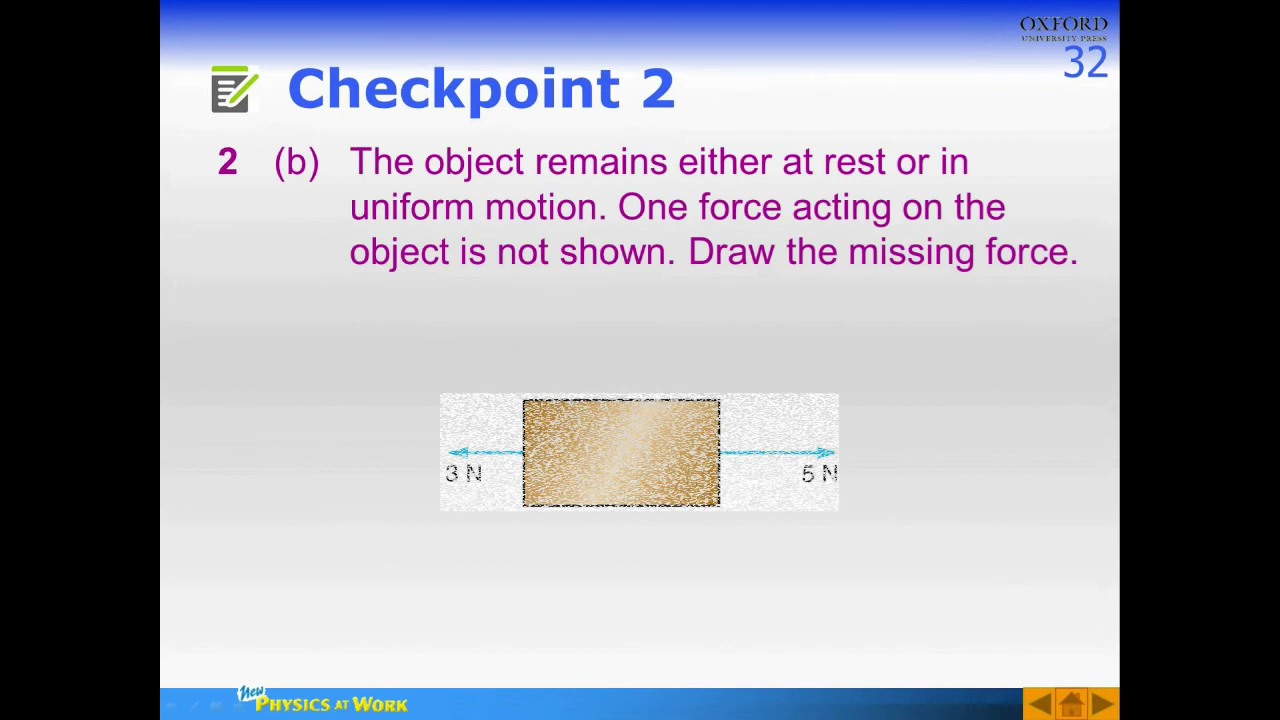 OXFORD
UNIVERSITY PRESS
32
Checkpoint 2
2 (b) The object remains either at rest or in
uniform motion. One force acting on the
object is not shown. Draw the missing force.
3 N
5 N
New
PHYSICS AT WORK